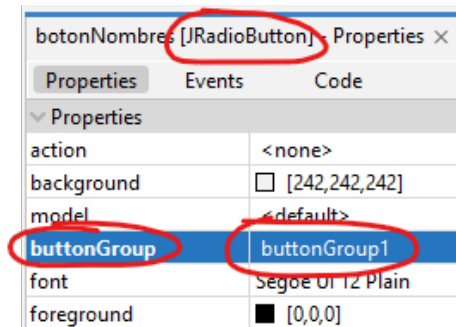 botonNombres [JRadioButton] - Properties ×
Properties Events Code
Properties
action <none>
background [242,242,242]
model <default>
buttonGroup buttonGroup1
font Segoe UI 12 Plain
foreground [0,0,0]